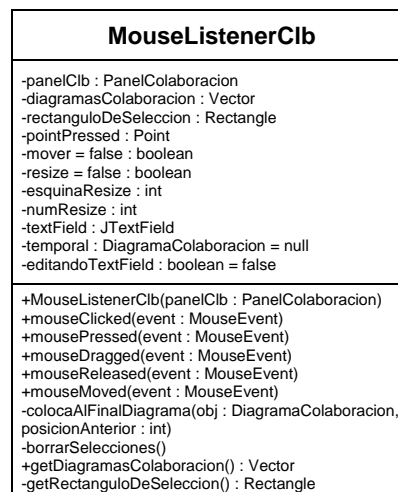 MouseListenerClb
-panelClb : PanelColaboracion
-diagramasColaboracion : Vector
-rectanguloDeSeleccion : Rectangle
-pointPressed : Point
-mover = false : boolean
-resize = false : boolean
-esquinaResize : int
-numResize : int
-textField : JTextField
-temporal : DiagramaColaboracion = null
-editandoTextField : boolean = false
+MouseListenerClb(panelClb : PanelColaboracion)
+mouseClicked(event : MouseEvent)
+mousePressed(event : MouseEvent)
+mouseDragged(event : MouseEvent)
+mouseReleased(event : MouseEvent)
+mouseMoved(event : MouseEvent)
-colocaAlFinalDiagrama(obj : DiagramaColaboracion,
posicionAnterior : int)
-borrarSelecciones()
+getDiagramasColaboracion() : Vector
-getRectanguloDeSeleccion() : Rectangle